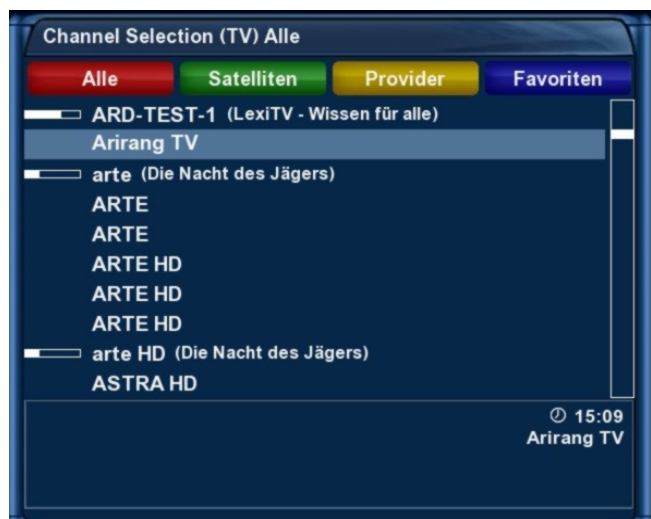 Channel Selection (TV) Alle
Alle Satelliten Provider Favoriten
ARD-TEST-1 (LexiTV - Wissen für alle)
Arirang TV
arte (Die Nacht des Jägers)
ARTE
ARTE
ARTE HD
ARTE HD
ARTE HD
arte HD (Die Nacht des Jägers)
ASTRA HD
15:09
Arirang TV